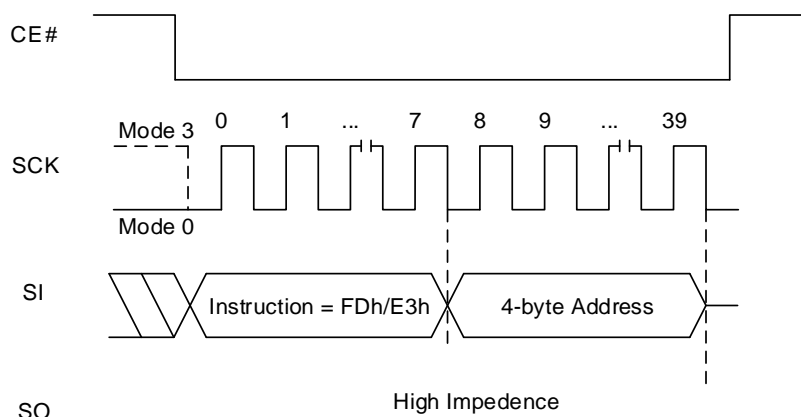 CE#
0 1 ... 7 8 9 ... 39
Mode 3
SCK
Mode 0
SI
Instruction = FDh/E3h
4-byte Address
High Impedence
SO